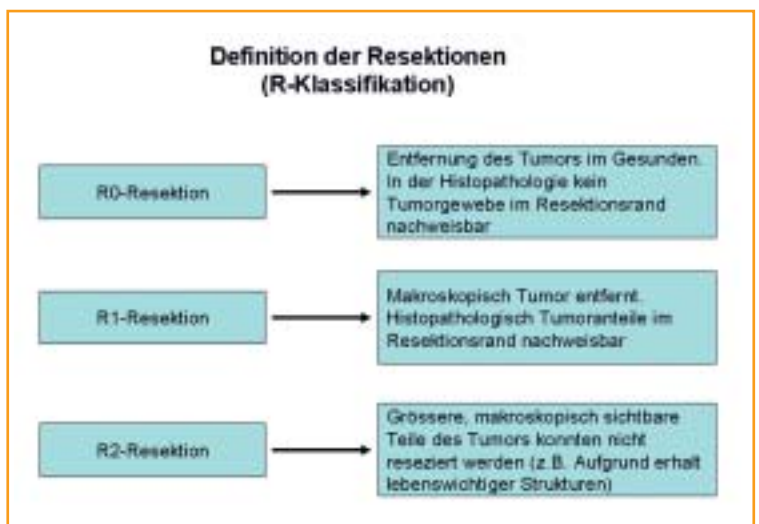 Definition der Resektionen
(R-Klassifikation)
R0-Resektion
Entfernung des Tumors im Gesunden.
In der Histopathologie kein
Tumorgewebe im Resektionsrand
nachweisbar
R1-Resektion
Makroskopisch Tumor entfernt.
Histopathologisch Tumoranteile im
Resektionsrand nachweisbar
R2-Resektion
Grössere, makroskopisch sichtbare
Teile des Tumors konnten nicht
reseziert werden (z.B. Aufgrund erhalt
lebenswichtiger Strukturen)